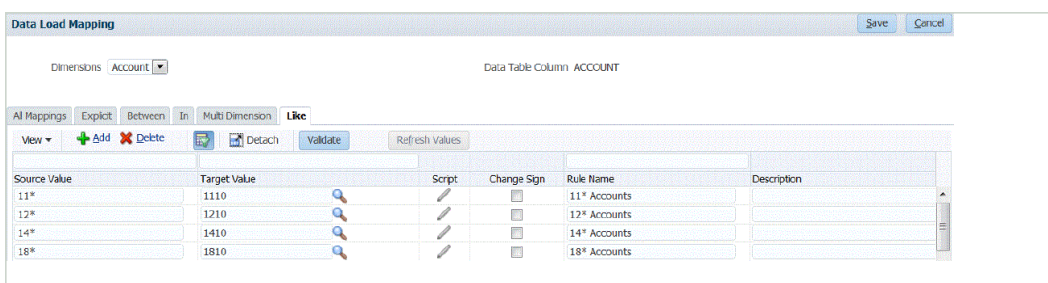 Data Load Mapping Save Cancel
Dimensions Account Data Table Column ACCOUNT
All Mappings Explicit Between In Multi Dimension Like
View Add Delete Detach Validate Refresh Values
Source Value Target Value Script Change Sign Rule Name Description
11* 1110 11* Accounts
12* 1210 12* Accounts
14* 1410 14* Accounts
18* 1810 18* Accounts